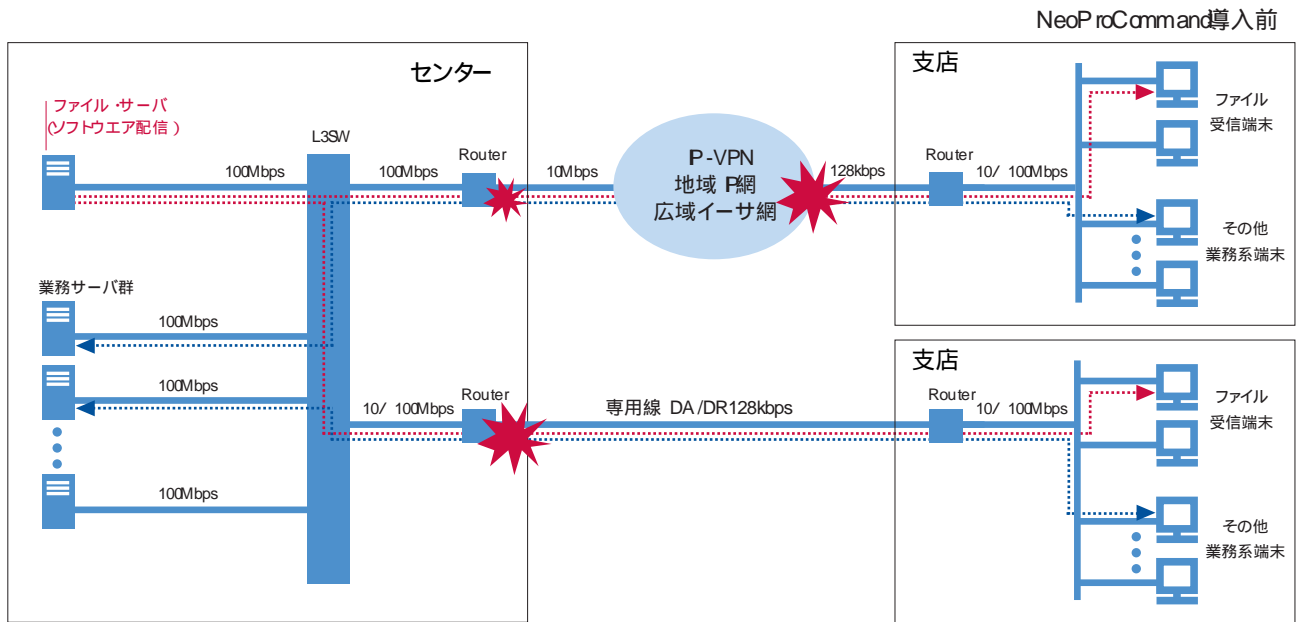 NeoProCommand導入前
センター
ファイル・サーバ
(ソフトウエア配信)
L3SW
100Mbps
100Mbps
Router
10Mbps
IP-VPN
地域 IP網
広域イーサ網
128kbps
支店
Router
10/ 100Mbps
ファイル
受信端末
その他
業務系端末
業務サーバ群
100Mbps
100Mbps
100Mbps
10/ 100Mbps
Router
専用線 DA/DR128kbps
支店
Router
10/ 100Mbps
ファイル
受信端末
その他
業務系端末